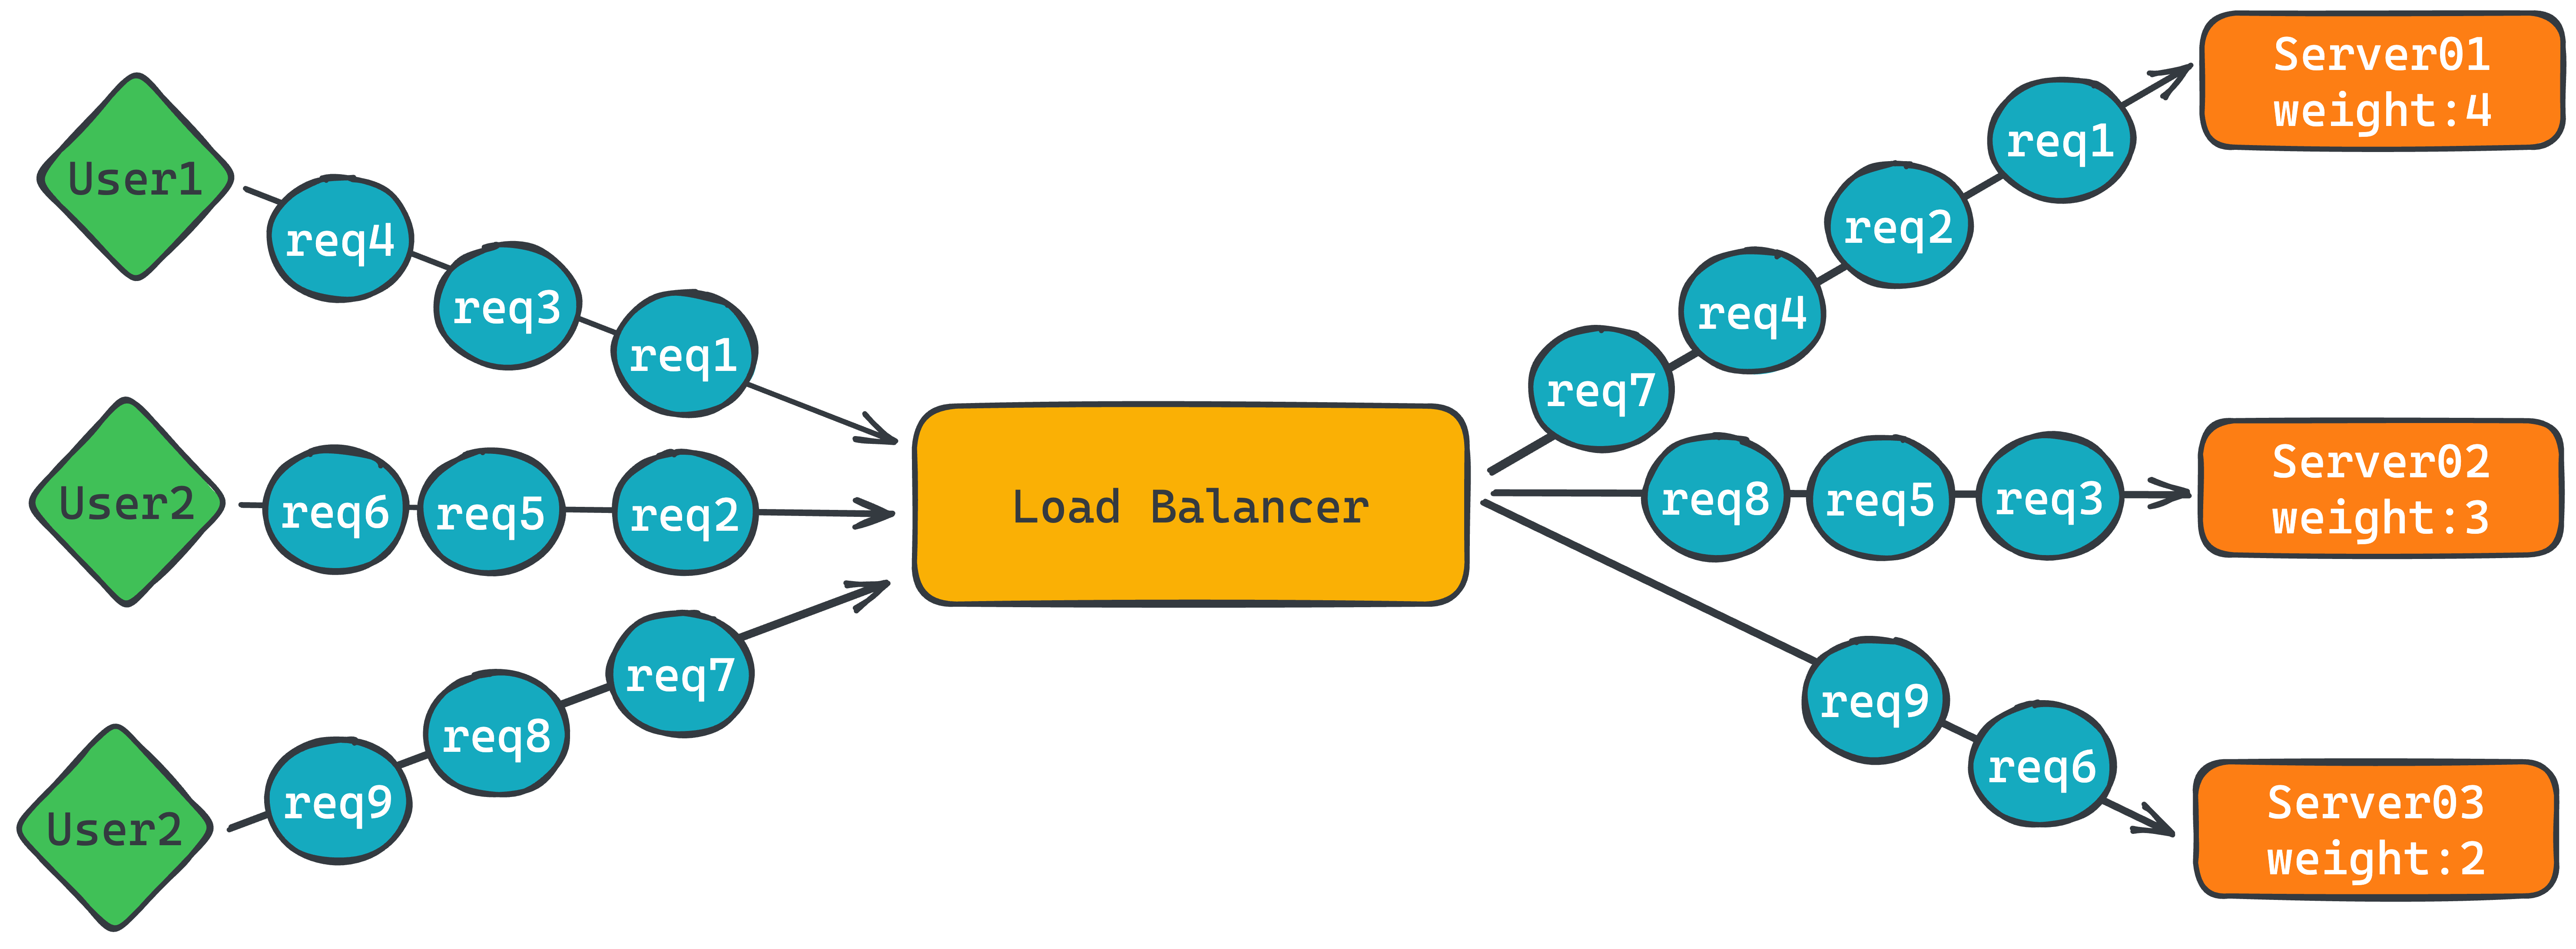 User1
req4
req3
req1
User2
req6
req5
req2
User2
req9
req8
req7
Load Balancer
req7
req4
req2
req1
Server01
weight:4
req8
req5
req3
Server02
weight:3
req9
req6
Server03
weight:2